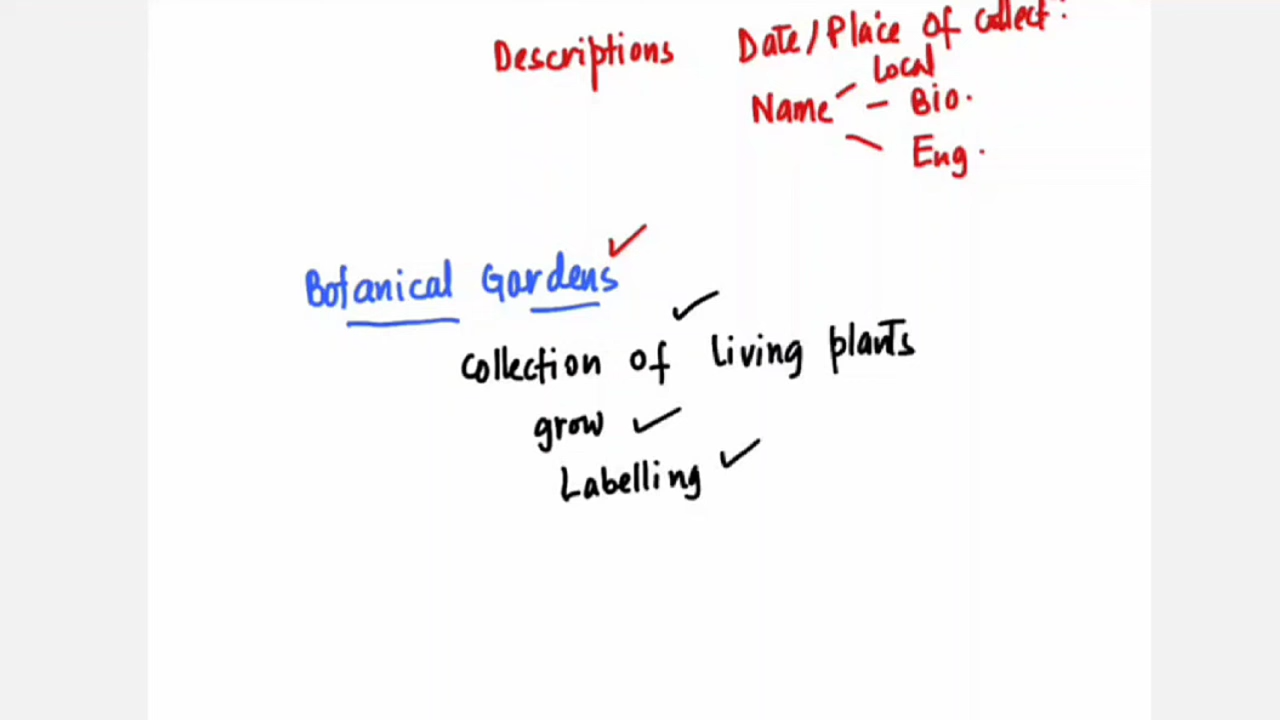 Descriptions Date/Place of collect:
Name Local
Bio.
Eng.
Botanical Gardens
collection of living plants
grow
Labelling